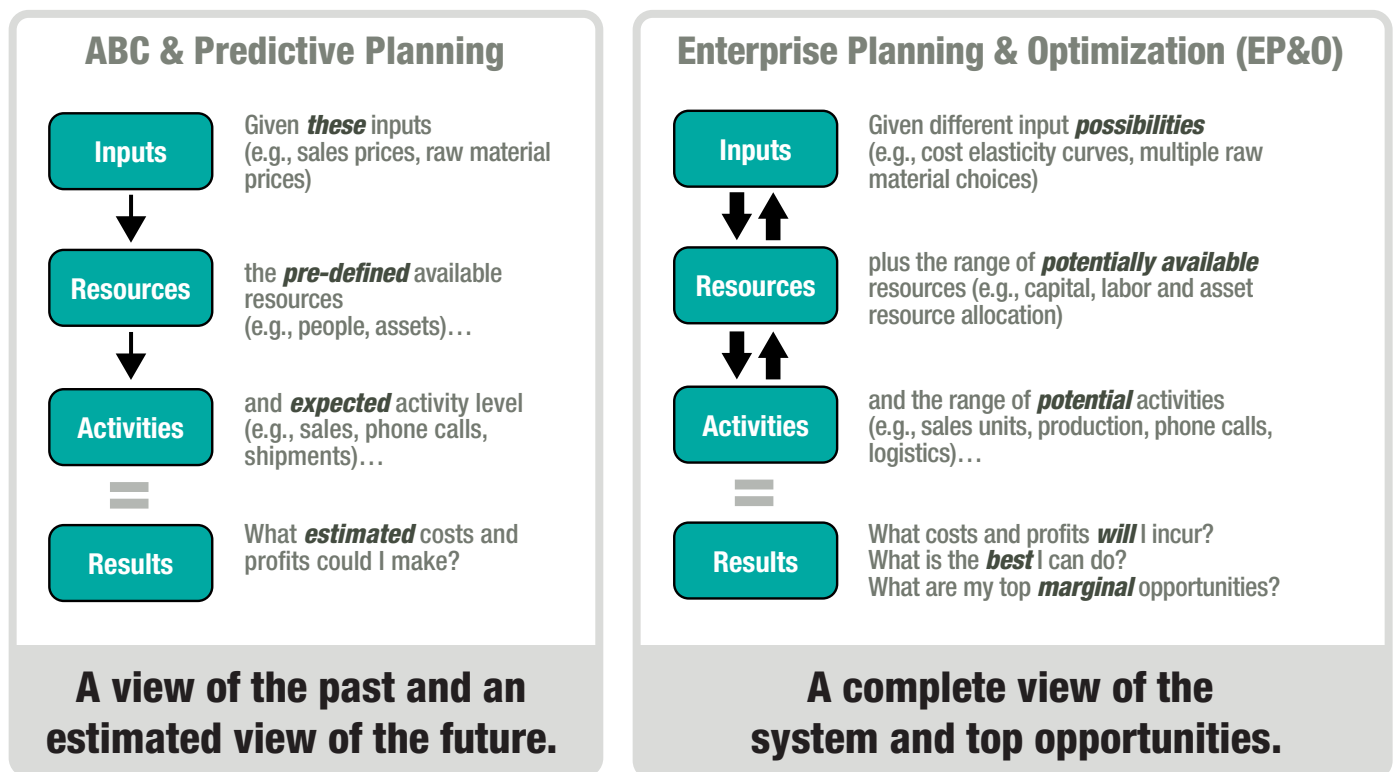 ABC & Predictive Planning
Inputs
Given these inputs
(e.g., sales prices, raw material
prices)
Resources
the pre-defined available
resources
(e.g., people, assets)…
Activities
and expected activity level
(e.g., sales, phone calls,
shipments)…
=
Results
What estimated costs and
profits could I make?
A view of the past and an
estimated view of the future.
Enterprise Planning & Optimization (EP&O)
Inputs
Given different input possibilities
(e.g., cost elasticity curves, multiple raw
material choices)
Resources
plus the range of potentially available
resources (e.g., capital, labor and asset
resource allocation)
Activities
and the range of potential activities
(e.g., sales units, production, phone calls,
logistics)…
=
Results
What costs and profits will I incur?
What is the best I can do?
What are my top marginal opportunities?
A complete view of the
system and top opportunities.